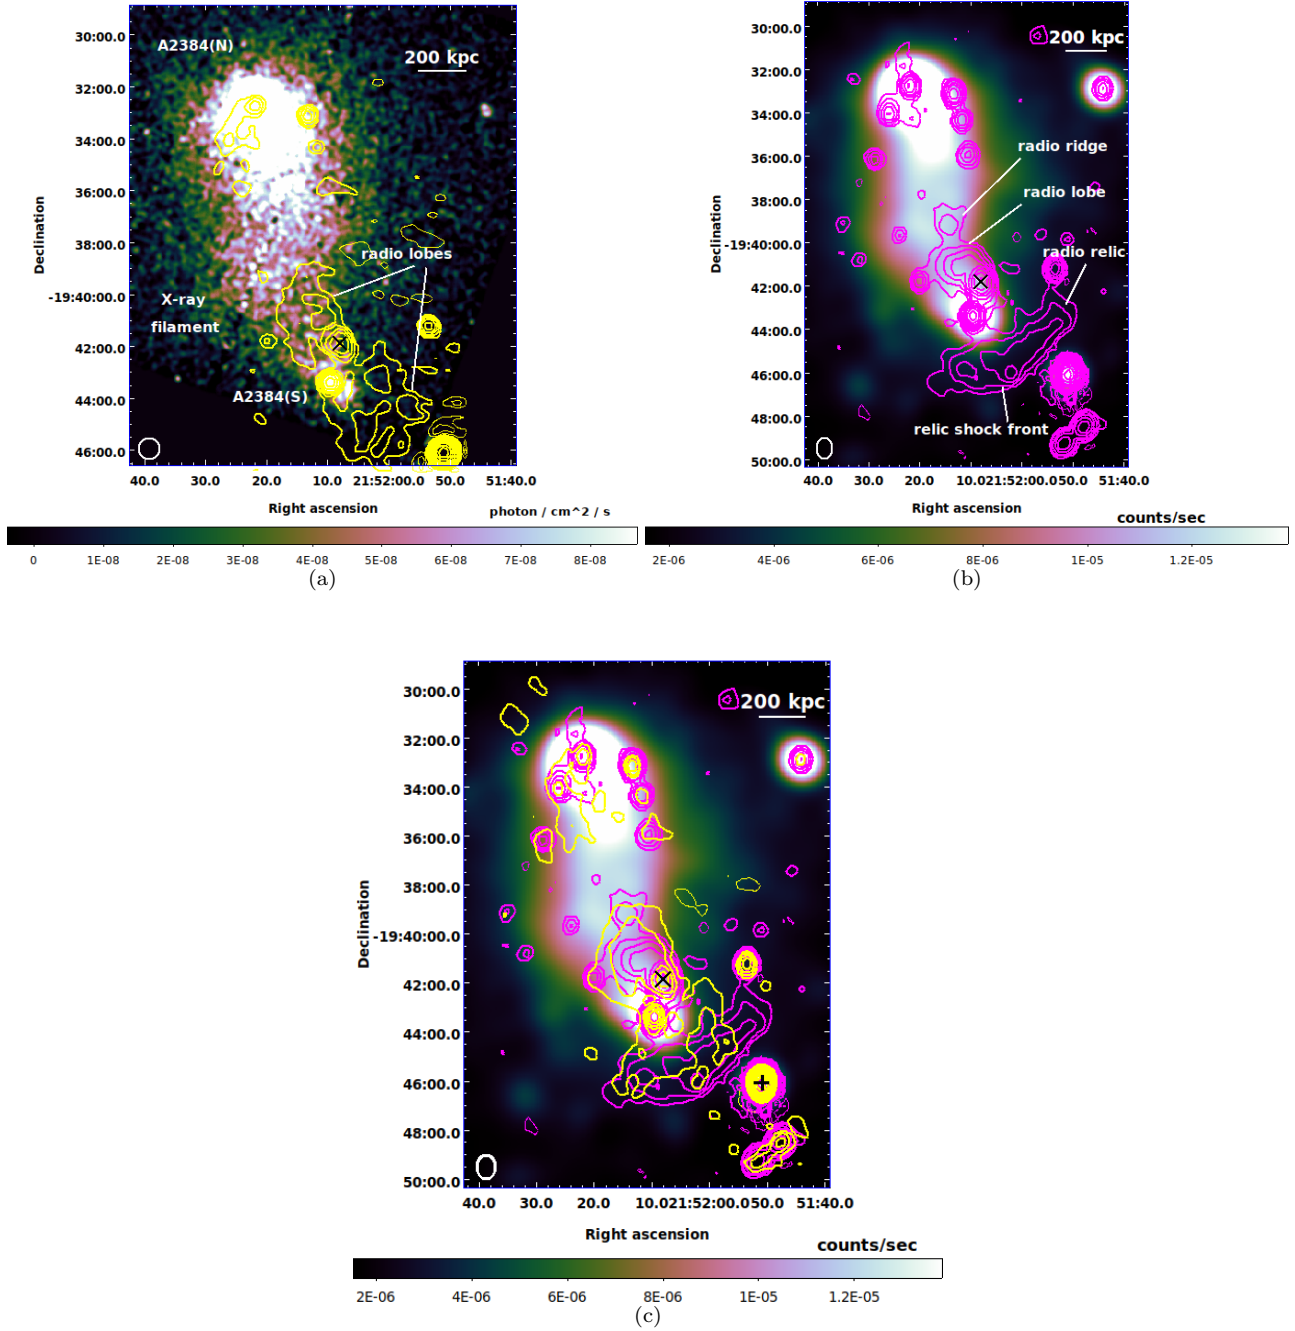 A2384(N)
200 kpc
30:00.0
32:00.0
34:00.0
36:00.0
38:00.0
-19:40:00.0
42:00.0
44:00.0
46:00.0
Declination
radio lobes
X-ray
filament
A2384(S)
40.0 30.0 20.0 10.0 21:52:00.0 50.0 51:40.0
Right ascension
photon / cm^2 / s
0 1E-08 2E-08 3E-08 4E-08 5E-08 6E-08 7E-08 8E-08
(a)
200 kpc
30:00.0
32:00.0
34:00.0
36:00.0
38:00.0
-19:40:00.0
42:00.0
44:00.0
46:00.0
48:00.0
50:00.0
Declination
radio ridge
radio lobe
radio relic
relic shock front
40.0 30.0 20.0 10.021:52:00.0 50.0 51:40.0
Right ascension
counts/sec
2E-06 4E-06 6E-06 8E-06 1E-05 1.2E-05
(b)
200 kpc
30:00.0
32:00.0
34:00.0
36:00.0
38:00.0
-19:40:00.0
42:00.0
44:00.0
46:00.0
48:00.0
50:00.0
Declination
40.0 30.0 20.0 10.021:52:00.050.0 51:40.0
Right ascension
counts/sec
2E-06 4E-06 6E-06 8E-06 1E-05 1.2E-05
(c)